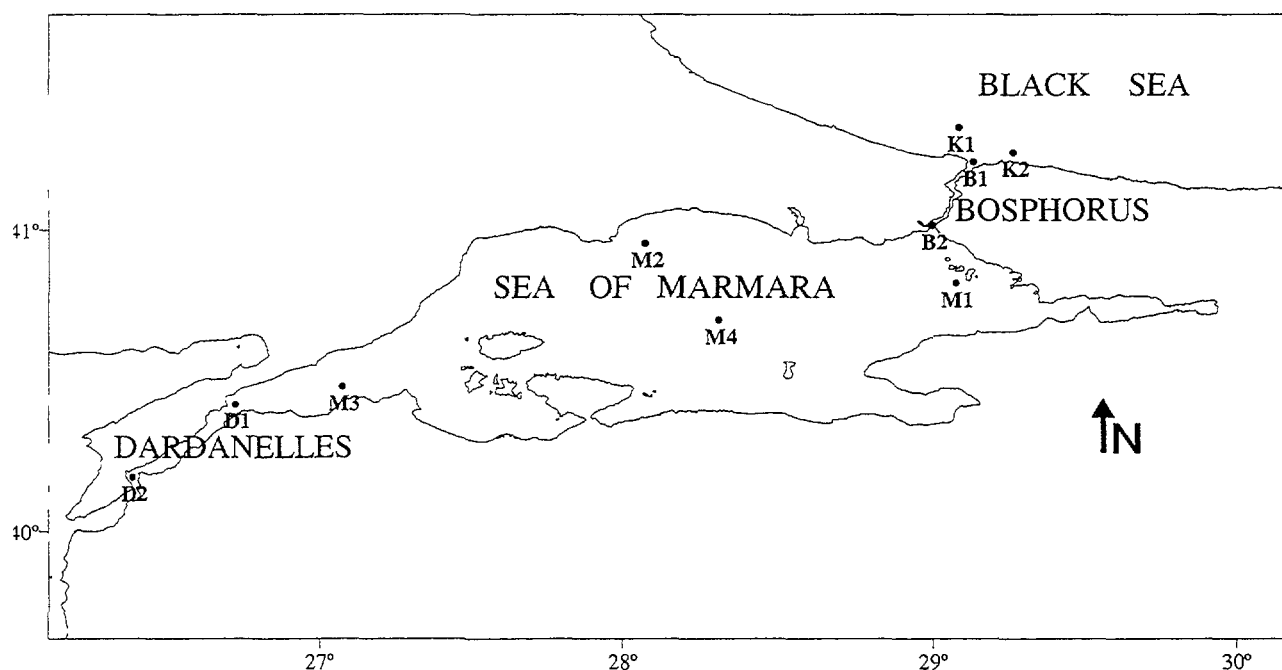 BLACK SEA
K1
K2
B1
BOSPHORUS
41°
B2
M2
SEA OF MARMARA
M1
M4
M3
D1
N
DARDANELLES
D2
40°
27° 28° 29° 30°